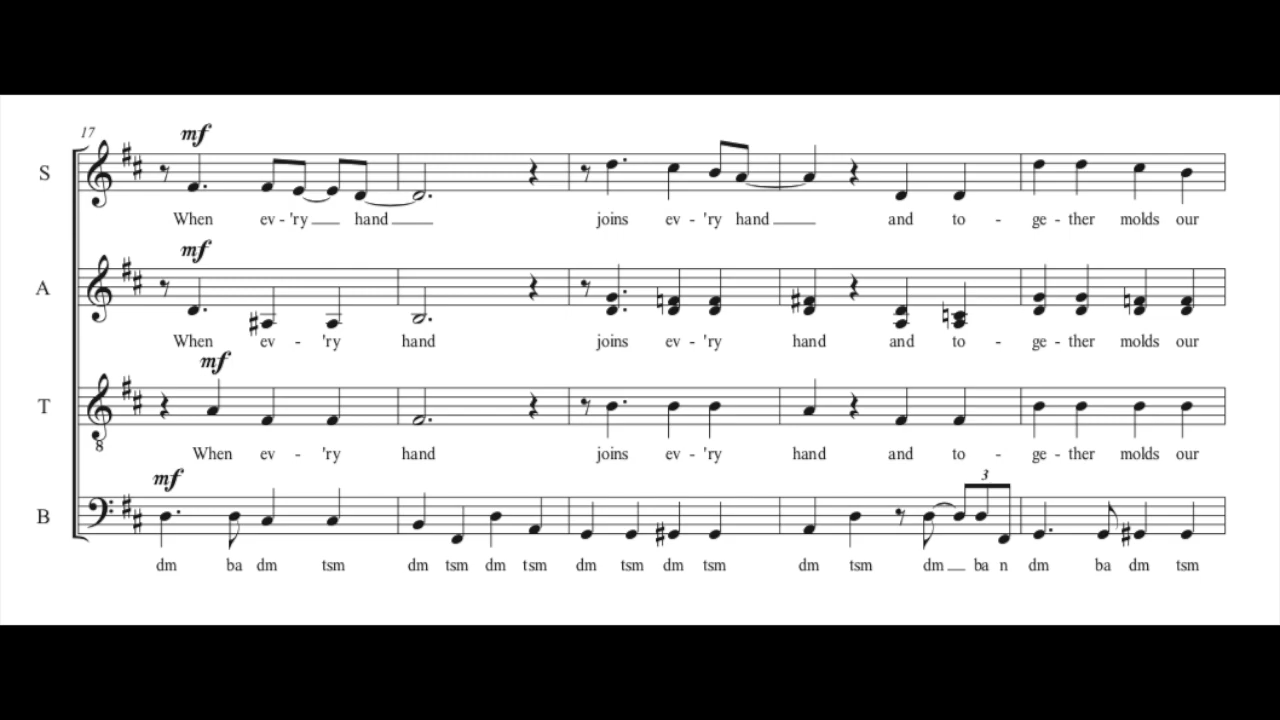 17
mf
S
When ev - 'ry hand joins ev - 'ry hand and to - ge - ther molds our
mf
A
When ev - 'ry hand joins ev - 'ry hand and to - ge - ther molds our
mf
T
8
When ev - 'ry hand joins ev - 'ry hand and to - ge - ther molds our
mf
3
B
dm ba dm tsm dm tsm dm tsm dm tsm dm tsm dm tsm dm ba n dm ba dm tsm